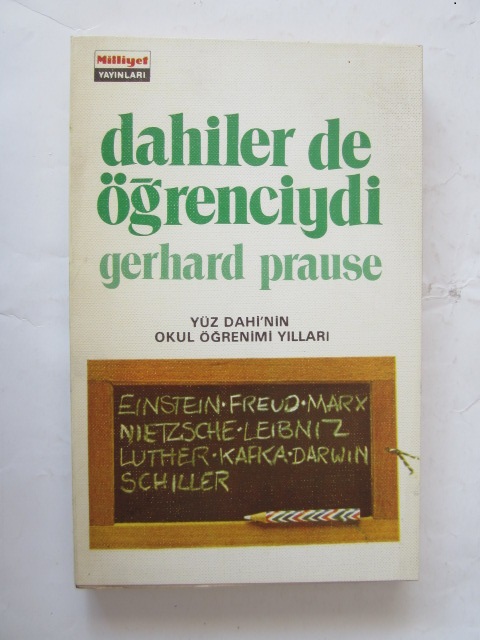 Milliyet
YAYINLARI
dahiler de
öğrenciydi
gerhard prause
YÜZ DAHİ'NİN
OKUL ÖĞRENİMİ YILLARI
EINSTEIN·FREUD·MARX
NIETZSCHE·LEIBNIZ
LUTHER·KAFKA·DARWIN
SCHILLER